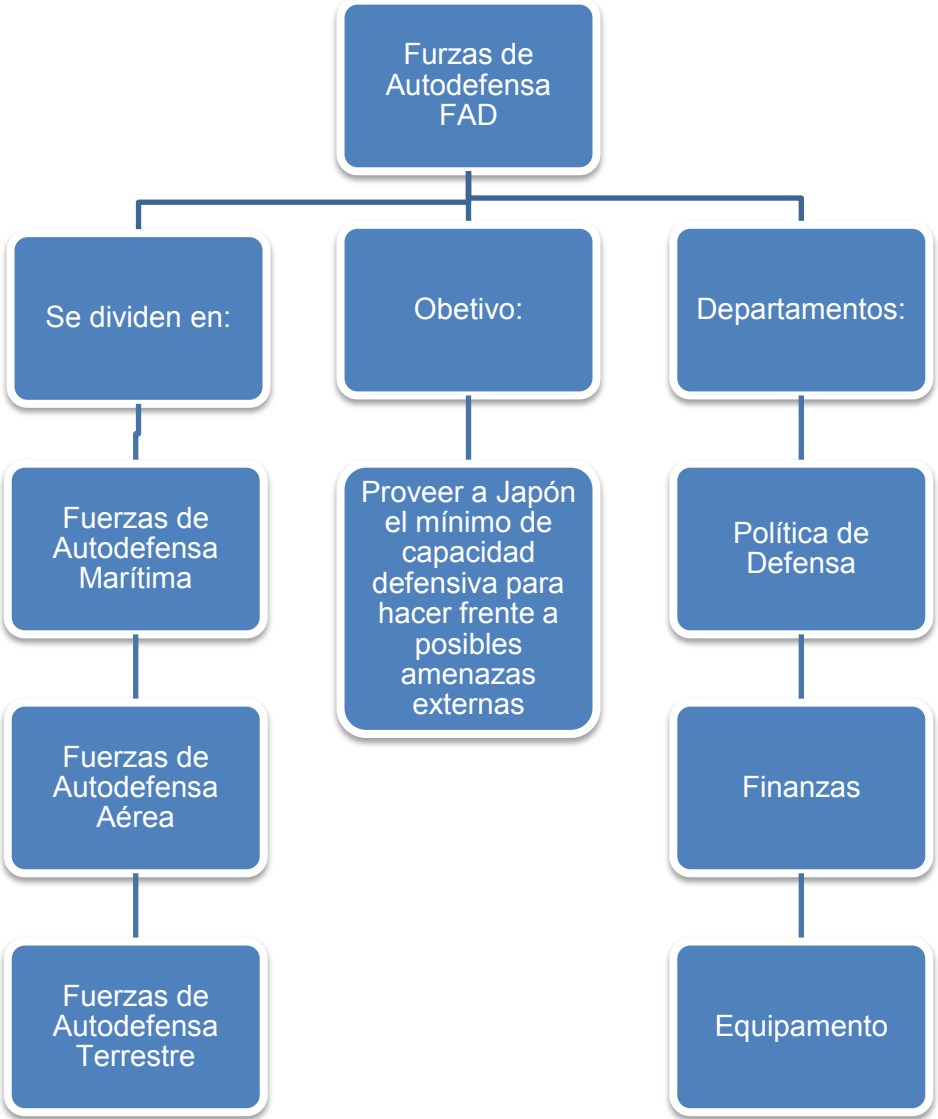 Furzas de
Autodefensa
FAD
Se dividen en:
Obetivo:
Departamentos:
Fuerzas de
Autodefensa
Marítima
Proveer a Japón
el mínimo de
capacidad
defensiva para
hacer frente a
posibles
amenazas
externas
Política de
Defensa
Fuerzas de
Autodefensa
Aérea
Finanzas
Fuerzas de
Autodefensa
Terrestre
Equipamento